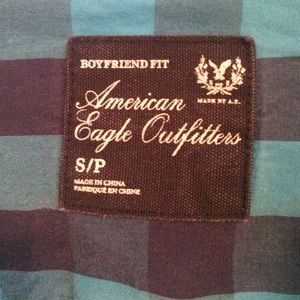 BOYFRIEND FIT
MADE BY A.E.
American
Eagle Outfitters
S/P
MADE IN CHINA
FABRIQUÉ EN CHINE